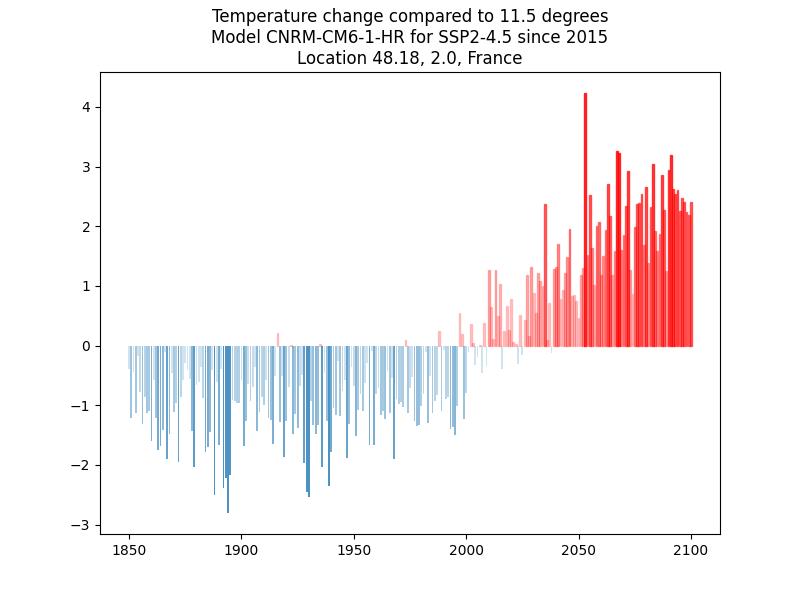 Temperature change compared to 11.5 degrees
Model CNRM-CM6-1-HR for SSP2-4.5 since 2015
Location 48.18, 2.0, France
4
3
2
1
0
−1
−2
−3
1850 1900 1950 2000 2050 2100